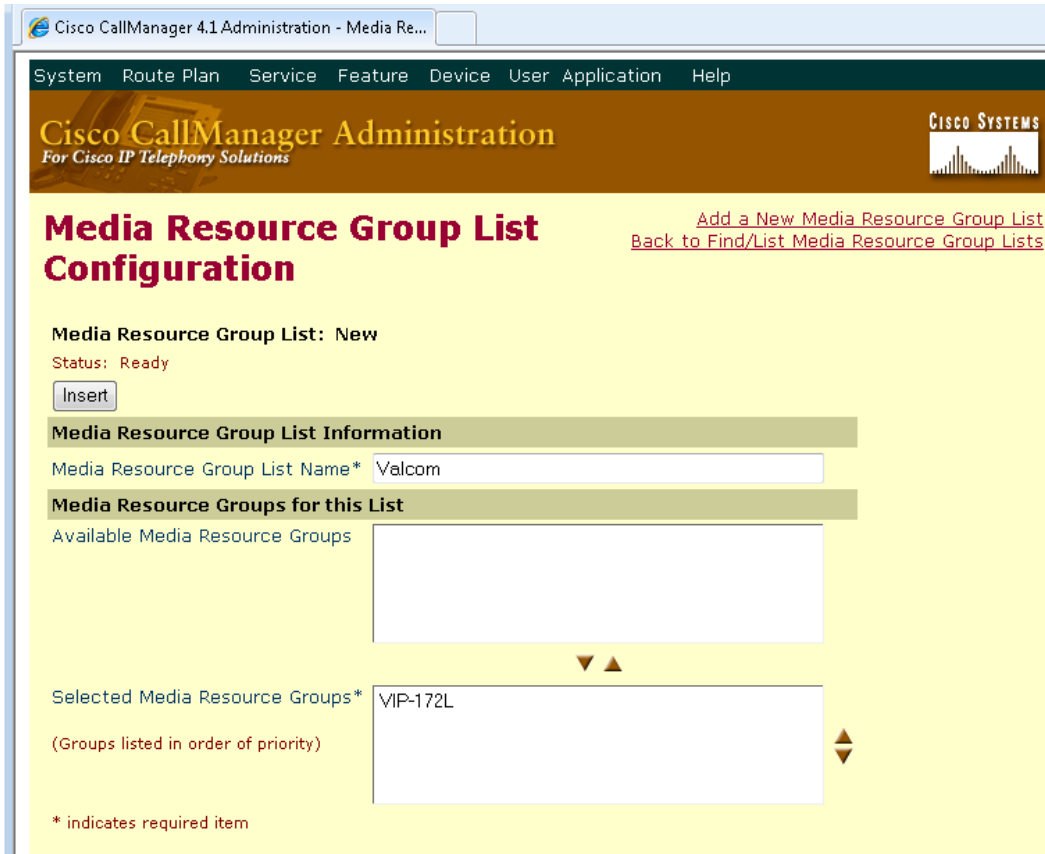 Cisco CallManager 4.1 Administration - Media Re...
System Route Plan Service Feature Device User Application Help
Cisco CallManager Administration
For Cisco IP Telephony Solutions
CISCO SYSTEMS
Media Resource Group List
Configuration
Add a New Media Resource Group List
Back to Find/List Media Resource Group Lists
Media Resource Group List: New
Status: Ready
Insert
Media Resource Group List Information
Media Resource Group List Name* Valcom
Media Resource Groups for this List
Available Media Resource Groups
Selected Media Resource Groups* VIP-172L
(Groups listed in order of priority)
* indicates required item